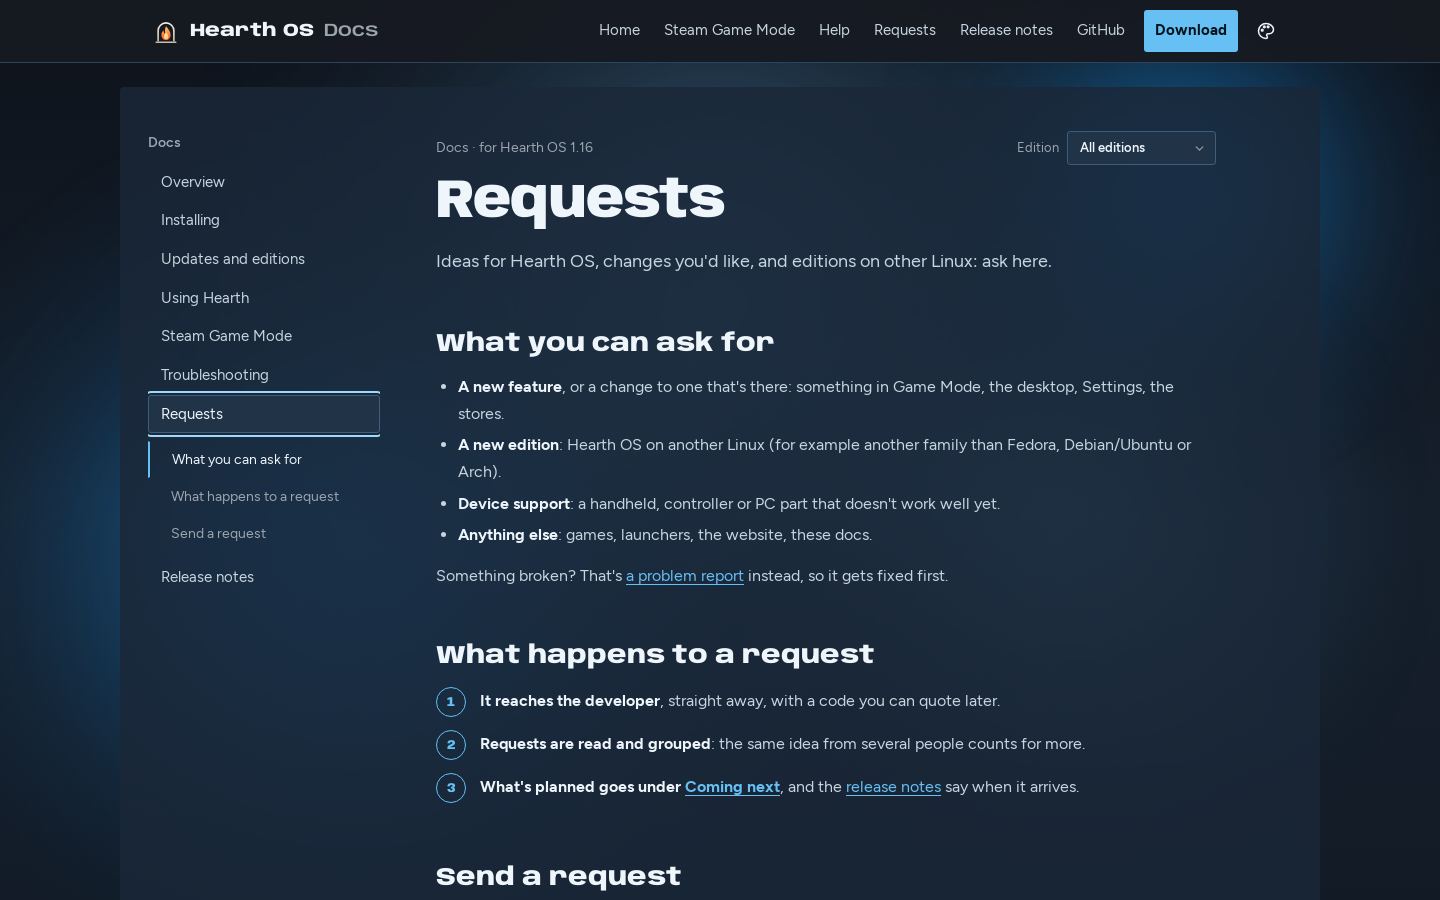 Hearth OS Docs
Home
Steam Game Mode
Help
Requests
Release notes
GitHub
Download
Docs
Overview
Installing
Updates and editions
Using Hearth
Steam Game Mode
Troubleshooting
Requests
What you can ask for
What happens to a request
Send a request
Release notes
Docs · for Hearth OS 1.16
Edition
All editions
Requests
Ideas for Hearth OS, changes you'd like, and editions on other Linux: ask here.
What you can ask for
• A new feature, or a change to one that's there: something in Game Mode, the desktop, Settings, the
stores.
• A new edition: Hearth OS on another Linux (for example another family than Fedora, Debian/Ubuntu or
Arch).
• Device support: a handheld, controller or PC part that doesn't work well yet.
• Anything else: games, launchers, the website, these docs.
Something broken? That's a problem report instead, so it gets fixed first.
What happens to a request
1 It reaches the developer, straight away, with a code you can quote later.
2 Requests are read and grouped: the same idea from several people counts for more.
3 What's planned goes under Coming next, and the release notes say when it arrives.
Send a request